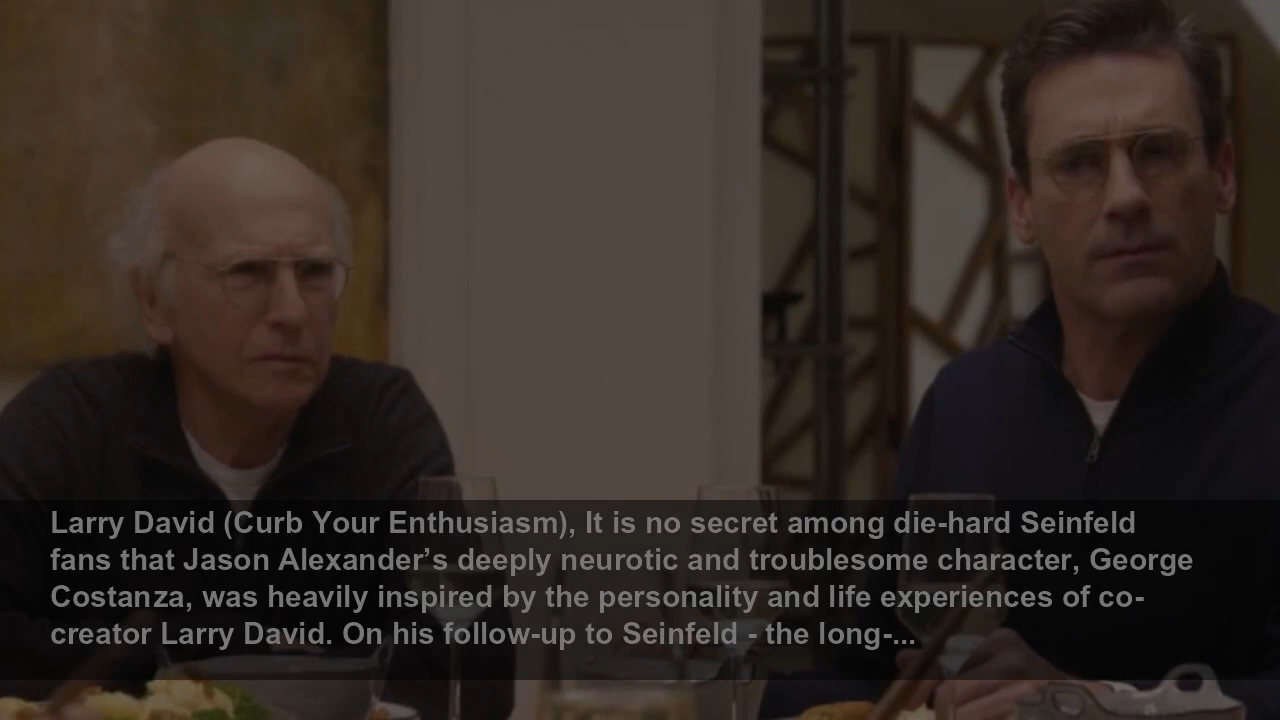 Larry David (Curb Your Enthusiasm), It is no secret among die-hard Seinfeld
fans that Jason Alexander’s deeply neurotic and troublesome character, George
Costanza, was heavily inspired by the personality and life experiences of co-
creator Larry David. On his follow-up to Seinfeld - the long-...